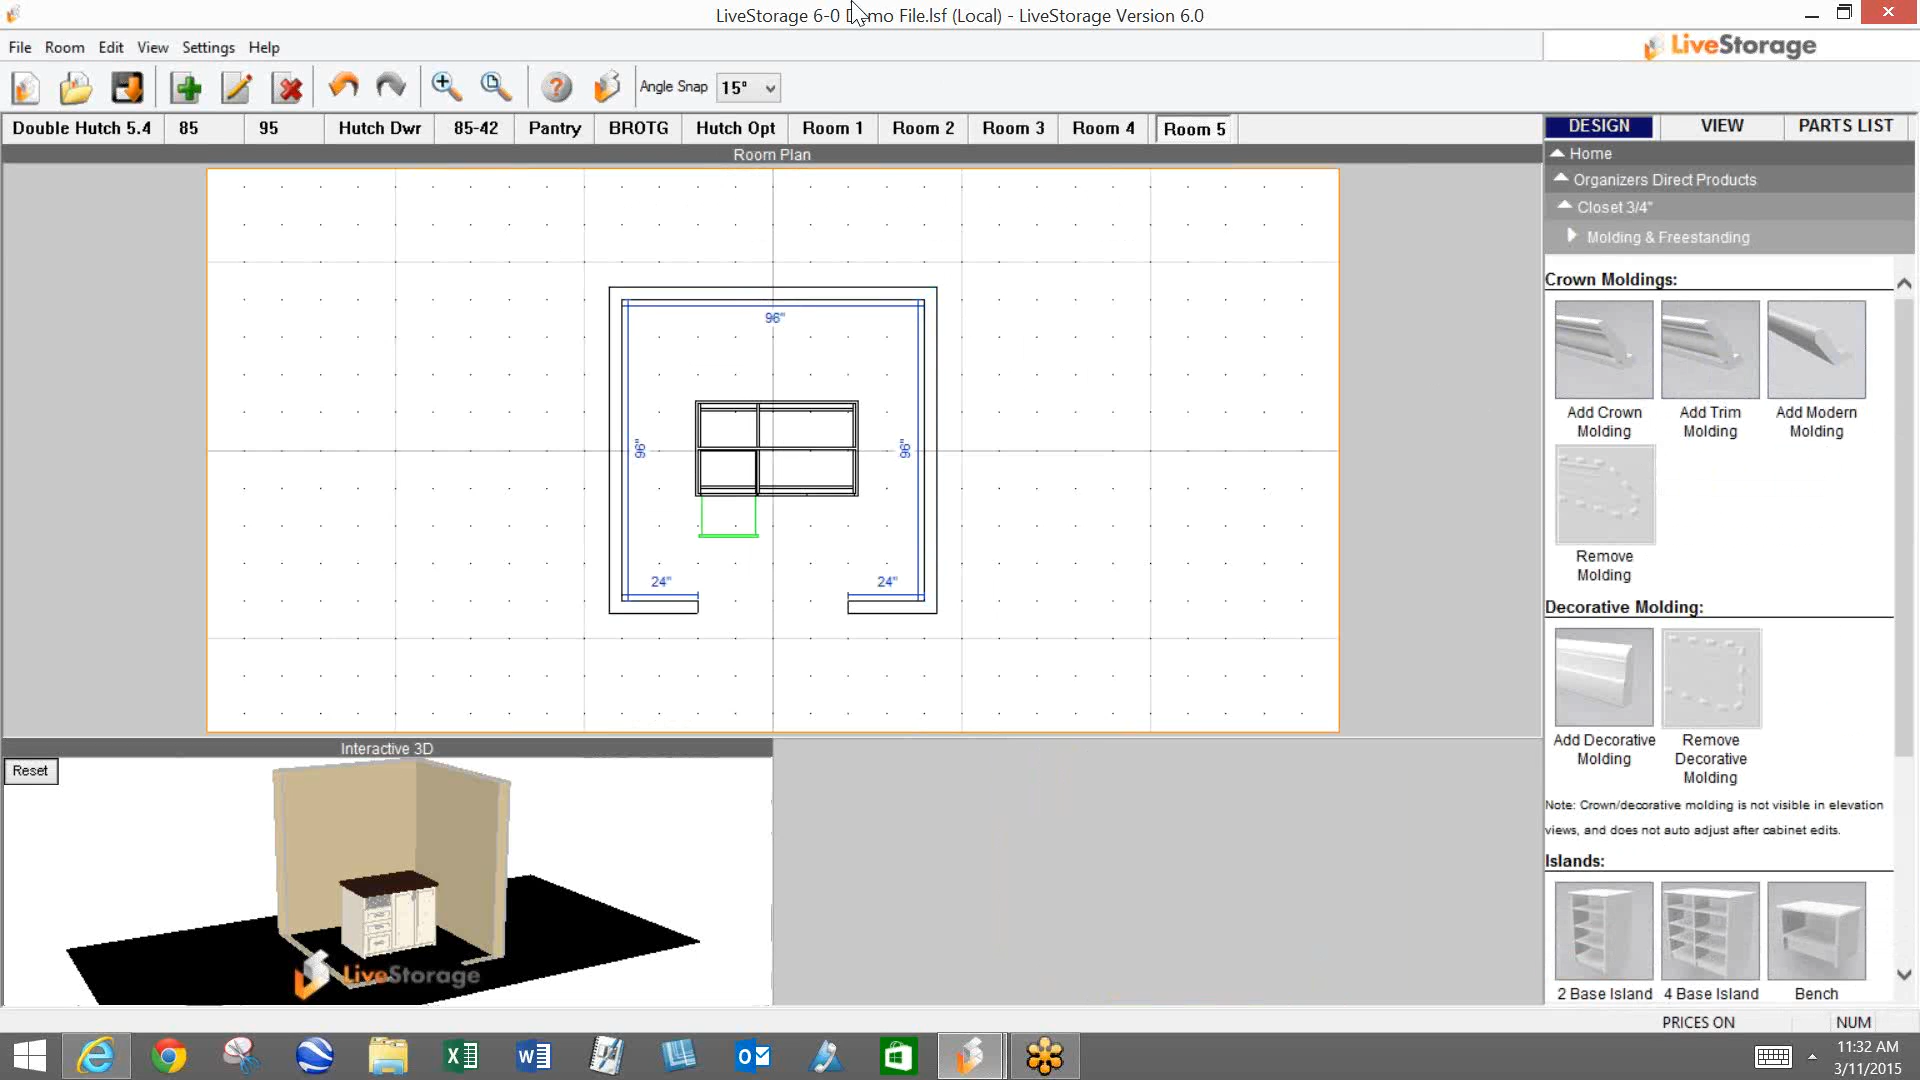 LiveStorage 6-0 Demo File.lsf (Local) - LiveStorage Version 6.0
File Room Edit View Settings Help
LiveStorage
Angle Snap 15°
Double Hutch 5.4 85 95 Hutch Dwr 85-42 Pantry BROTG Hutch Opt Room 1 Room 2 Room 3 Room 4 Room 5
DESIGN VIEW PARTS LIST
Room Plan
Home
Organizers Direct Products
Closet 3/4"
Molding & Freestanding
96"
96"
96"
24"
24"
Crown Moldings:
Add Crown Molding
Add Trim Molding
Add Modern Molding
Remove Molding
Decorative Molding:
Add Decorative Molding
Remove Decorative Molding
Note: Crown/decorative molding is not visible in elevation
views, and does not auto adjust after cabinet edits.
Islands:
2 Base Island 4 Base Island Bench
Interactive 3D
Reset
LiveStorage
PRICES ON NUM
11:32 AM
3/11/2015